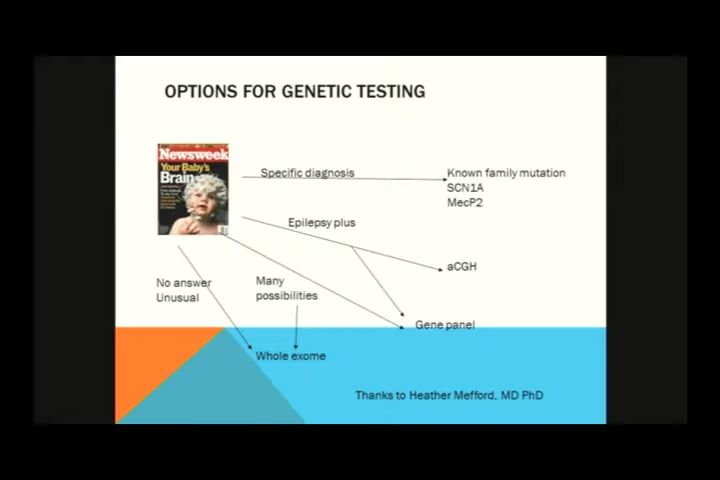 OPTIONS FOR GENETIC TESTING
Newsweek
Your Baby's
Brain
Specific diagnosis
Known family mutation
SCN1A
MecP2
Epilepsy plus
aCGH
No answer
Unusual
Many
possibilities
Gene panel
Whole exome
Thanks to Heather Mefford, MD PhD